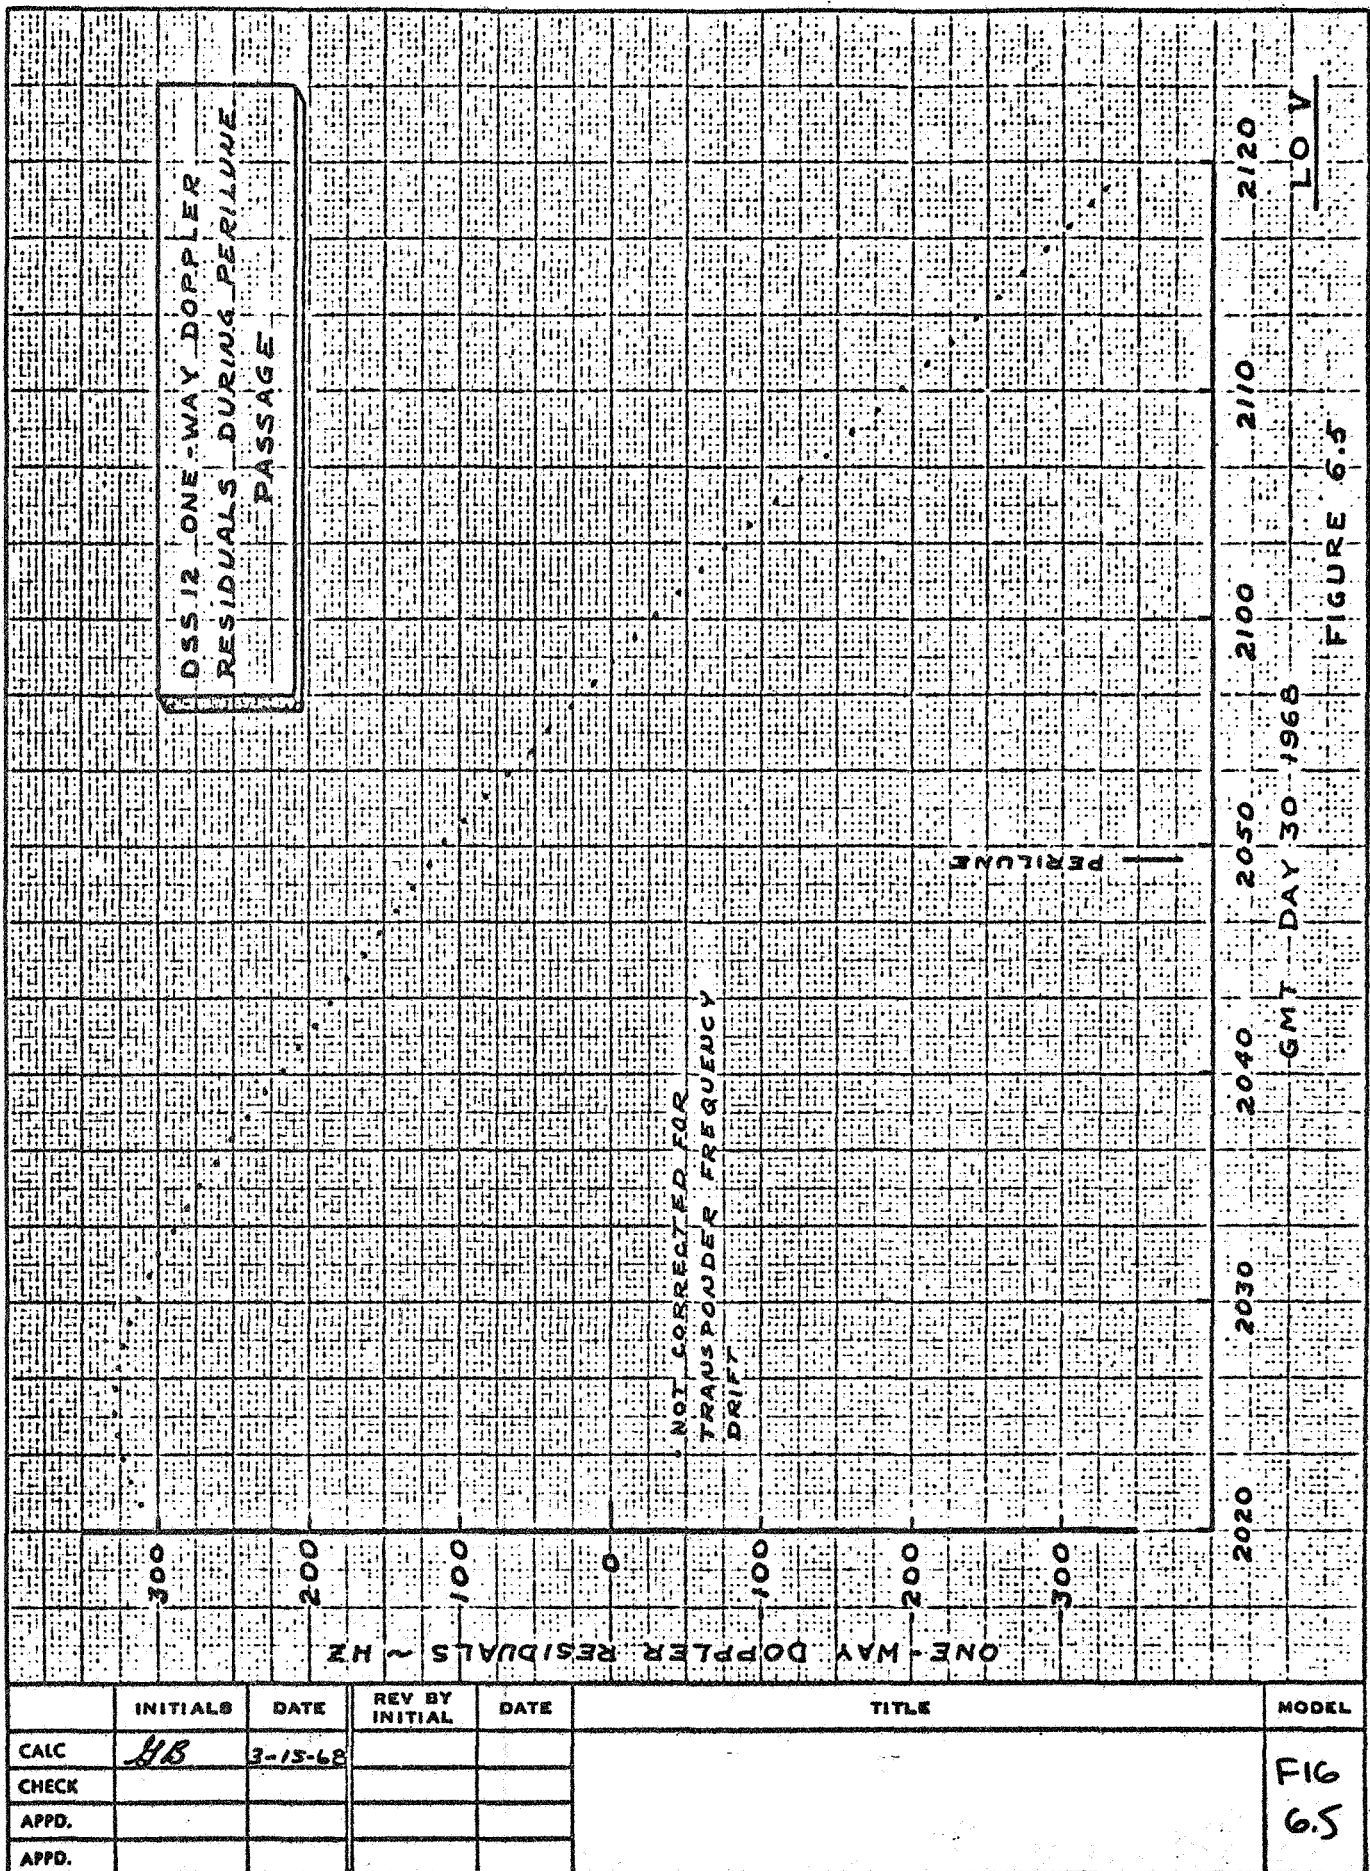 DSS 12 ONE-WAY DOPPLER
RESIDUALS DURING PERILUNE
PASSAGE
ONE-WAY DOPPLER RESIDUALS ~ HZ
300
200
100
0
100
200
300
NOT CORRECTED FOR
TRANSPONDER FREQUENCY
DRIFT
PERILUNE
2020
2030
2040
2050
2100
2110
2120
GMT DAY 30 1968
LO V
FIGURE 6.5
INITIALS DATE REV BY INITIAL DATE TITLE MODEL
CALC GB 3-15-68
CHECK
APPD.
APPD.
FIG
6.5